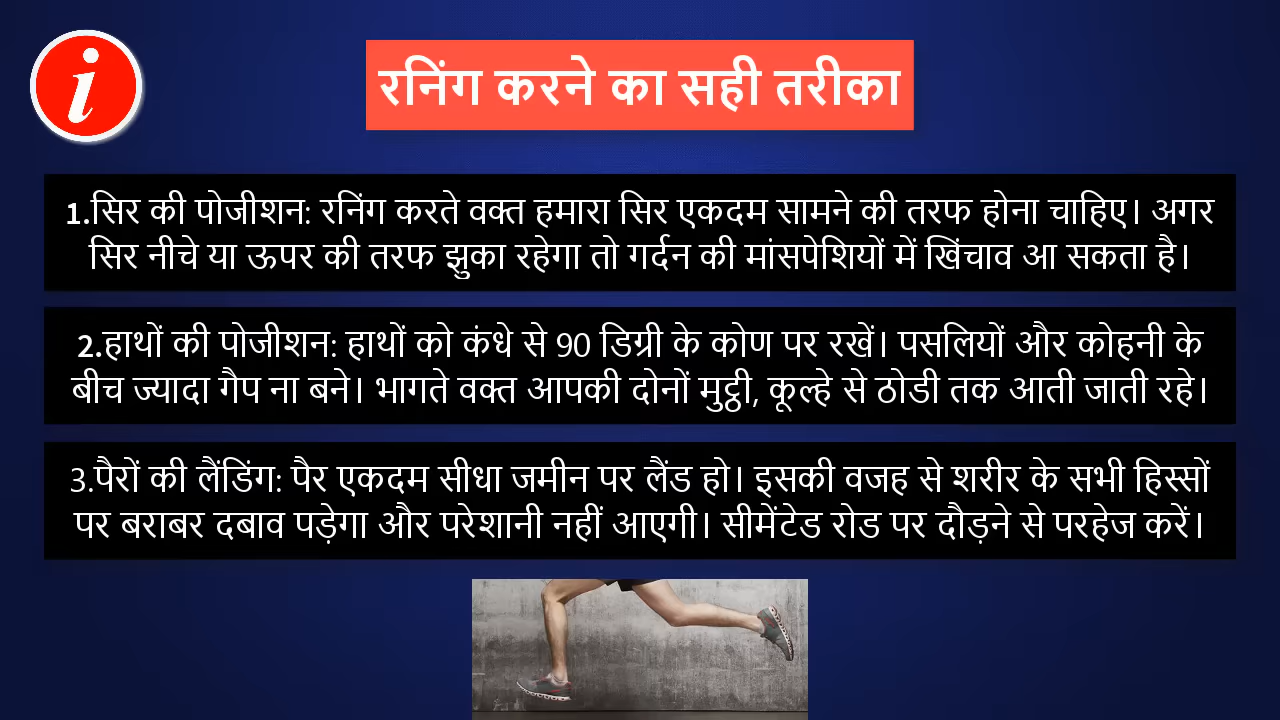 i
रनिंग करने का सही तरीका
1.सिर की पोजीशन: रनिंग करते वक्त हमारा सिर एकदम सामने की तरफ होना चाहिए। अगर
सिर नीचे या ऊपर की तरफ झुका रहेगा तो गर्दन की मांसपेशियों में खिंचाव आ सकता है।
2.हाथों की पोजीशन: हाथों को कंधे से 90 डिग्री के कोण पर रखें। पसलियों और कोहनी के
बीच ज्यादा गैप ना बने। भागते वक्त आपकी दोनों मुट्ठी, कूल्हे से ठोडी तक आती जाती रहे।
3.पैरों की लैंडिंग: पैर एकदम सीधा जमीन पर लैंड हो। इसकी वजह से शरीर के सभी हिस्सों
पर बराबर दबाव पड़ेगा और परेशानी नहीं आएगी। सीमेंटेड रोड पर दौड़ने से परहेज करें।